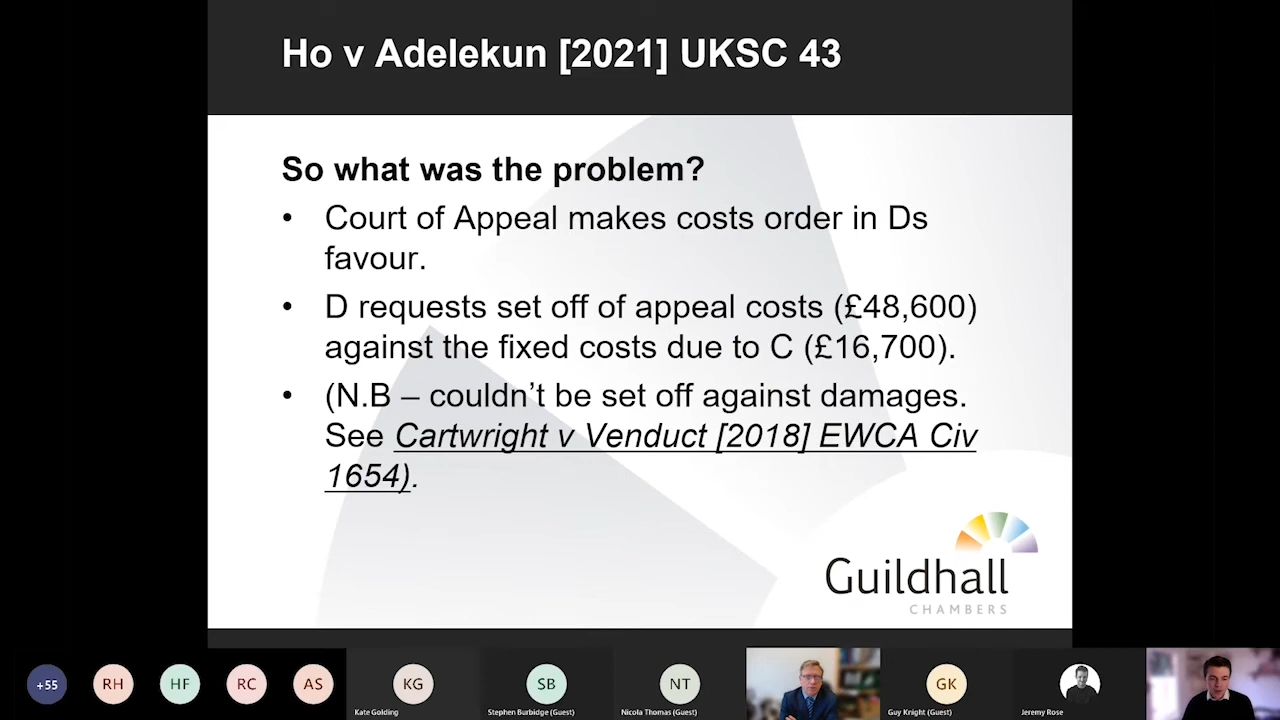 Ho v Adelekun [2021] UKSC 43
So what was the problem?
• Court of Appeal makes costs order in Ds
favour.
• D requests set off of appeal costs (£48,600)
against the fixed costs due to C (£16,700).
• (N.B – couldn’t be set off against damages.
See Cartwright v Venduct [2018] EWCA Civ
1654).
Guildhall
CHAMBERS
+55
RH
HF
RC
AS
KG
SB
NT
GK
Kate Golding
Stephen Burbidge (Guest)
Nicola Thomas (Guest)
Guy Knight (Guest)
Jeremy Rose